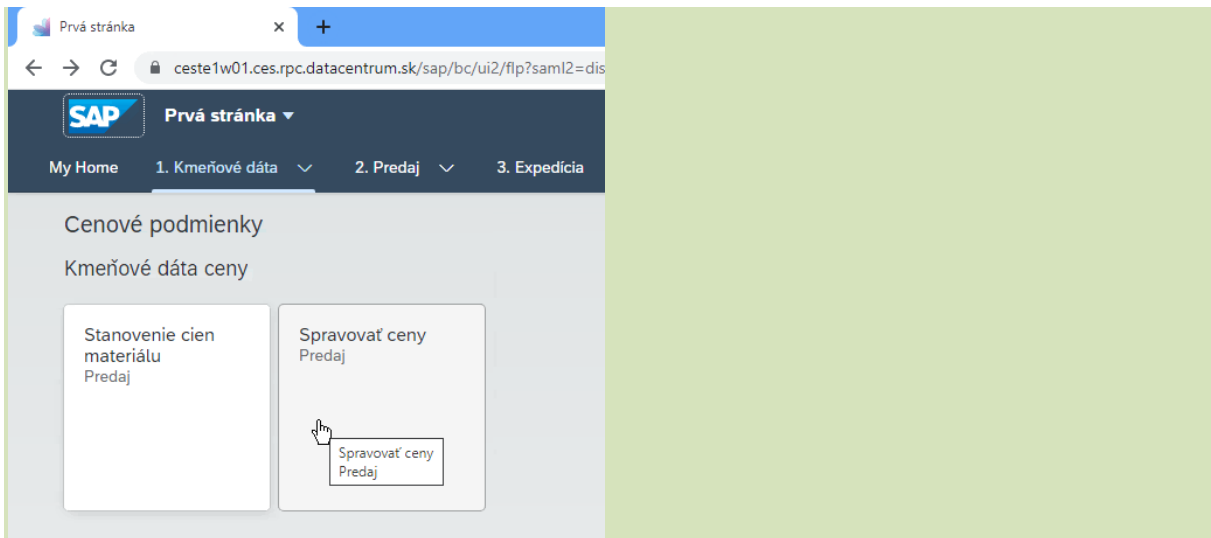 Prvá stránka
ceste1w01.ces.rpc.datacentrum.sk/sap/bc/ui2/flp?saml2=dis
SAP Prvá stránka
My Home 1. Kmeňové dáta 2. Predaj 3. Expedícia
Cenové podmienky
Kmeňové dáta ceny
Stanovenie cien
materiálu
Predaj
Spravovať ceny
Predaj
Spravovať ceny
Predaj